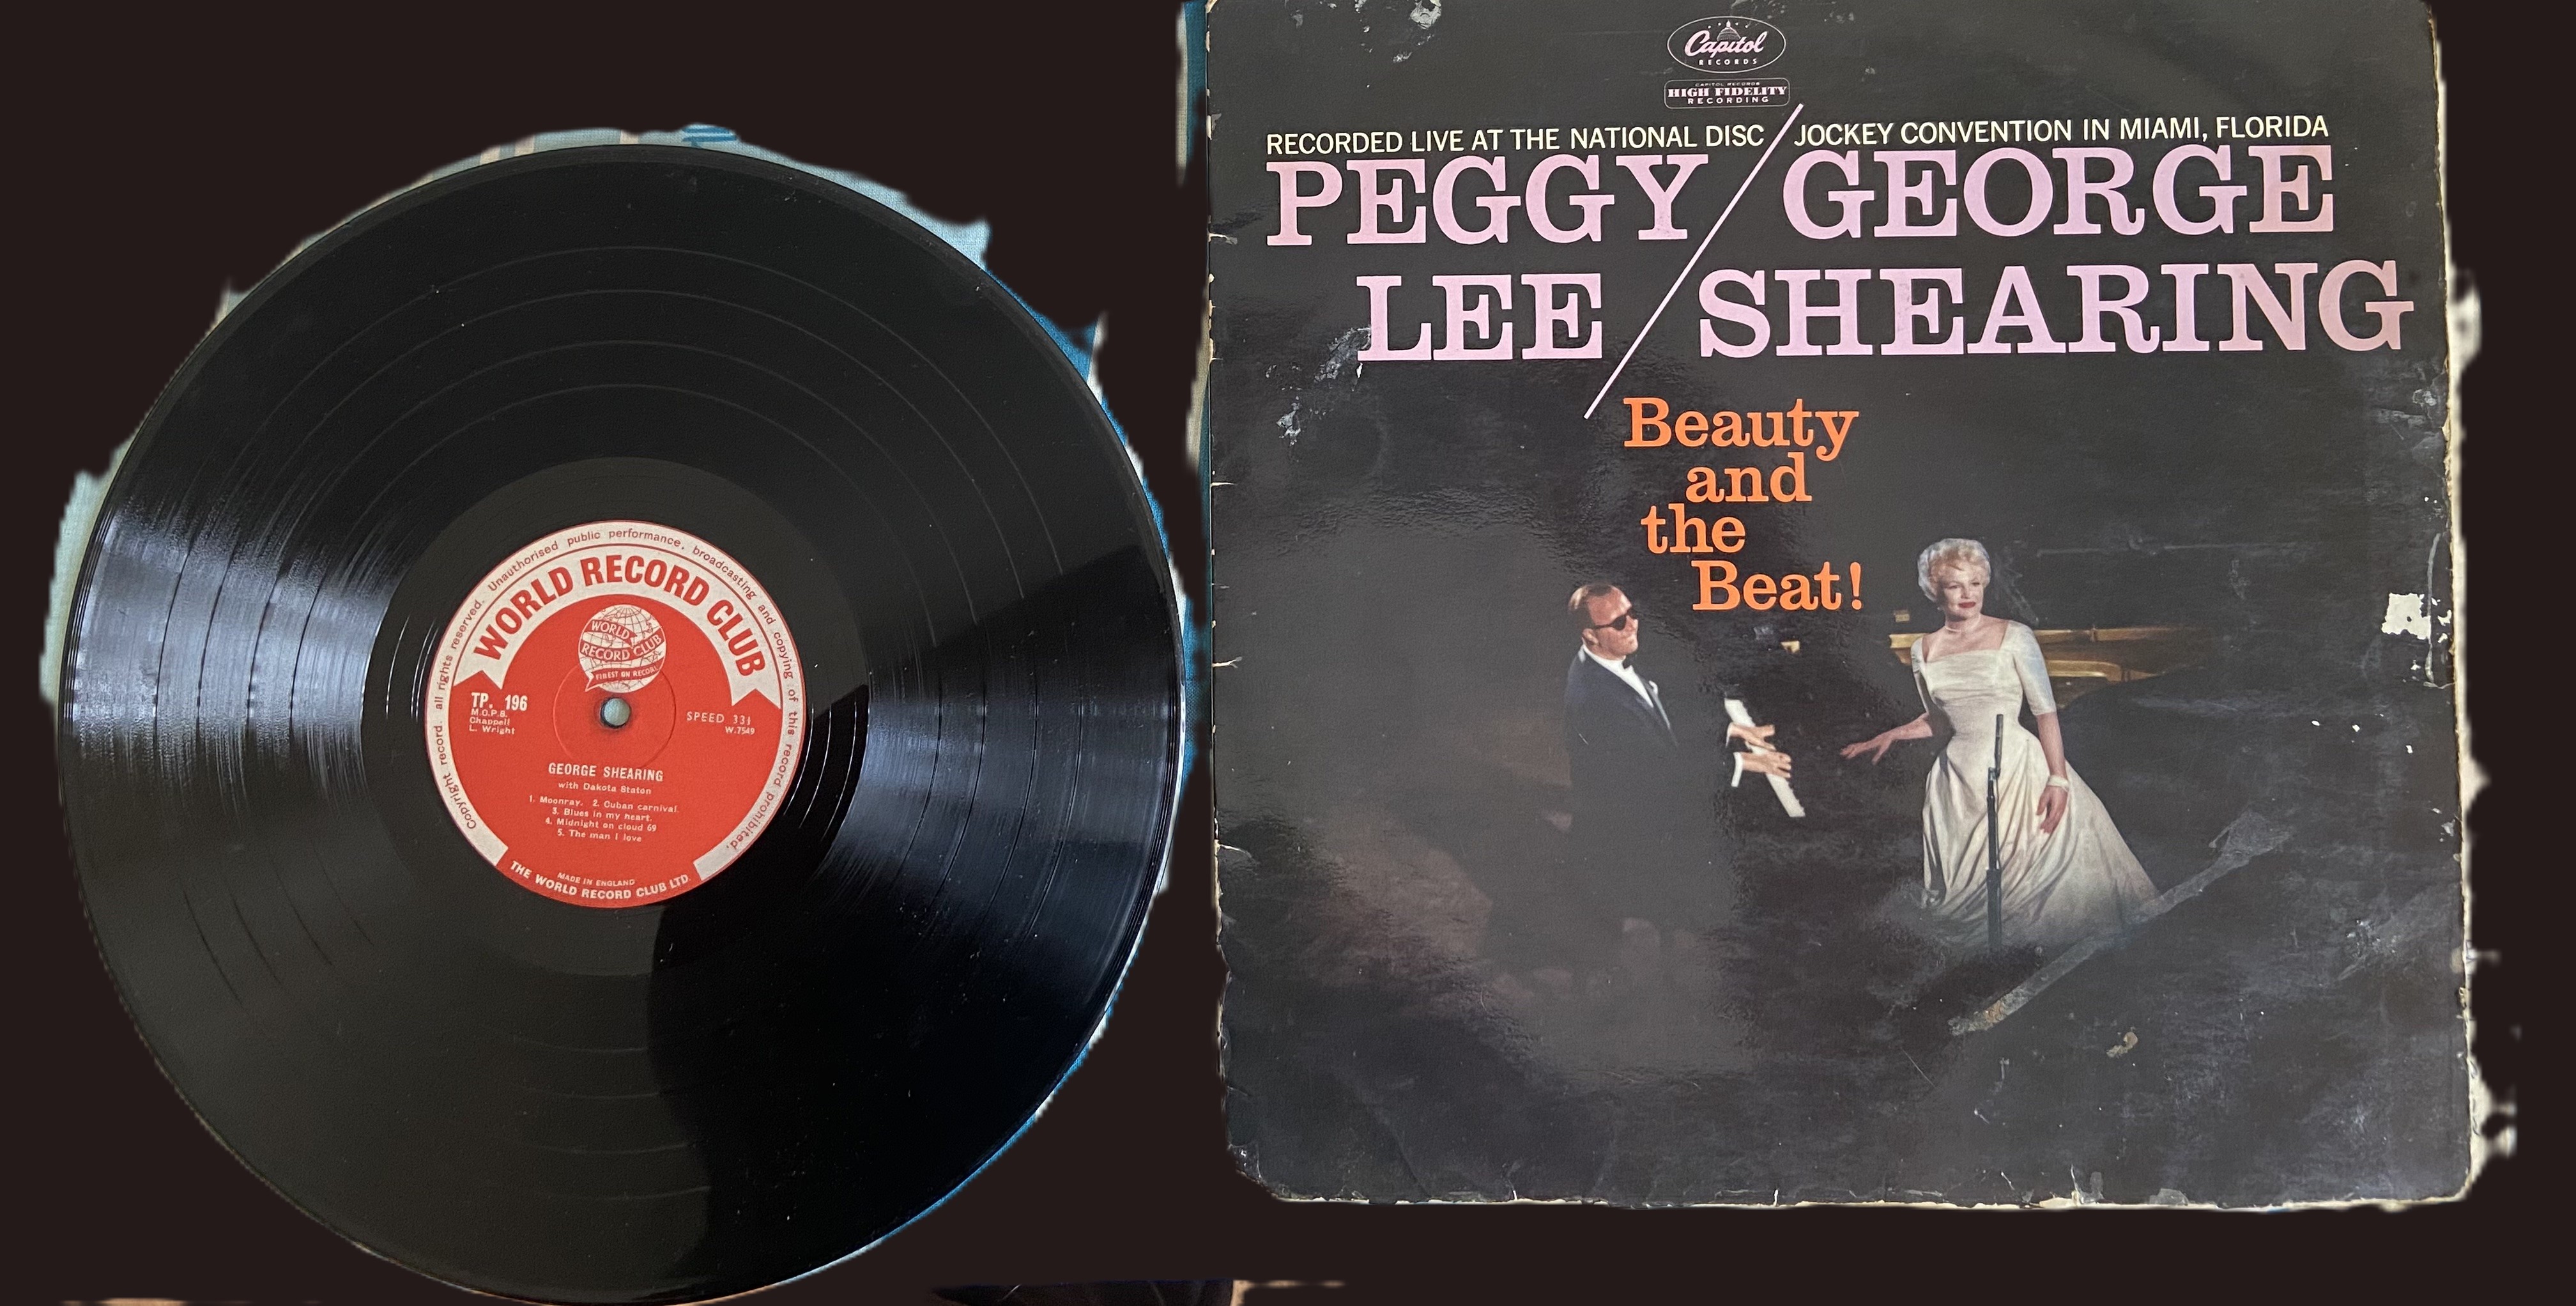 Copyright record. all rights reserved. Unauthorised public performance, broadcasting and copying of this record prohibited.
WORLD RECORD CLUB
WORLD
RECORD CLUB
FINEST ON RECORD
TP. 196
M.O.P.B.
Chappell
L. Wright
SPEED 33⅓
W.7549
GEORGE SHEARING
with Dakota Staton
1. Moonray. 2. Cuban carnival.
3. Blues in my heart.
4. Midnight on cloud 69
5. The man I love
MADE IN ENGLAND
THE WORLD RECORD CLUB LTD.
Capitol
RECORDS
CAPITOL RECORDS
HIGH FIDELITY
RECORDING
RECORDED LIVE AT THE NATIONAL DISC JOCKEY CONVENTION IN MIAMI, FLORIDA
PEGGY / GEORGE
LEE / SHEARING
Beauty
and
the
Beat!